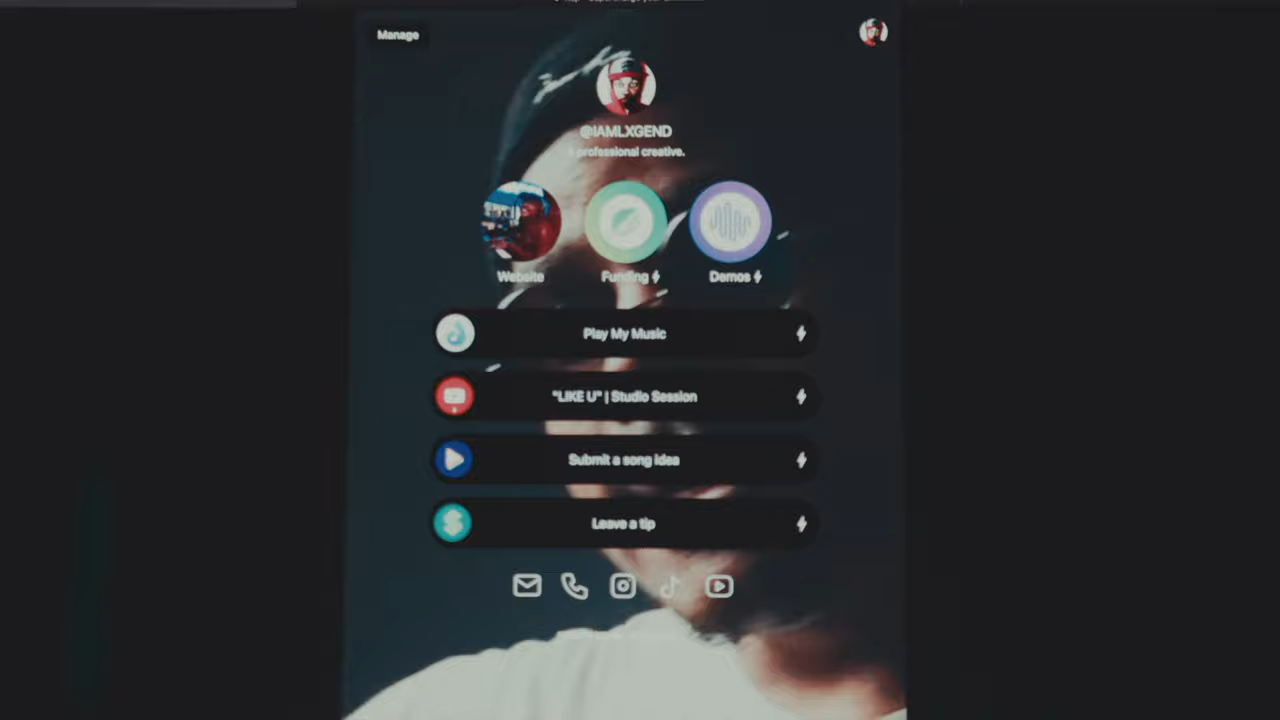 Manage
@IAMLXGEND
professional creative.
Website
Funding
Demos
Play My Music
"LIKE U" | Studio Session
Submit a song idea
Leave a tip